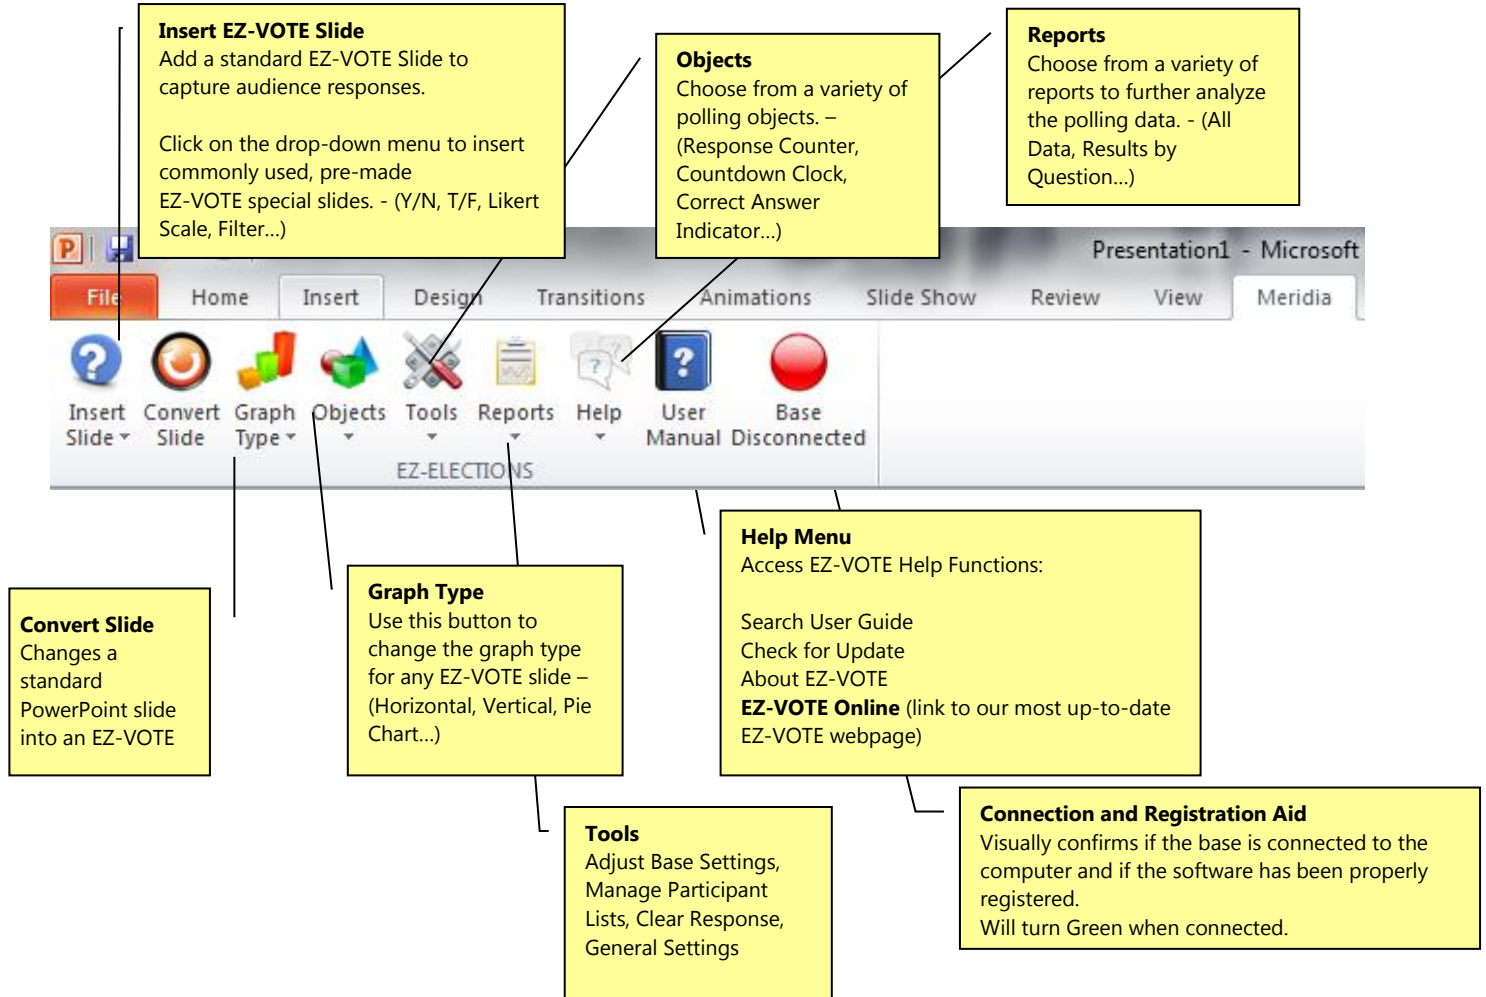 Insert EZ-VOTE Slide
Add a standard EZ-VOTE Slide to
capture audience responses.
Click on the drop-down menu to insert
commonly used, pre-made
EZ-VOTE special slides. - (Y/N, T/F, Likert
Scale, Filter...)
Objects
Choose from a variety of
polling objects. –
(Response Counter,
Countdown Clock,
Correct Answer
Indicator...)
Reports
Choose from a variety of
reports to further analyze
the polling data. - (All
Data, Results by
Question...)
P
Presentation1 - Microsoft
File Home Insert Design Transitions Animations Slide Show Review View Meridia
Insert Slide
Convert Slide
Graph Type
Objects
Tools
Reports
Help
User Manual
Base Disconnected
EZ-ELECTIONS
Convert Slide
Changes a
standard
PowerPoint slide
into an EZ-VOTE
Graph Type
Use this button to
change the graph type
for any EZ-VOTE slide –
(Horizontal, Vertical, Pie
Chart...)
Help Menu
Access EZ-VOTE Help Functions:
Search User Guide
Check for Update
About EZ-VOTE
EZ-VOTE Online (link to our most up-to-date
EZ-VOTE webpage)
Tools
Adjust Base Settings,
Manage Participant
Lists, Clear Response,
General Settings
Connection and Registration Aid
Visually confirms if the base is connected to the
computer and if the software has been properly
registered.
Will turn Green when connected.